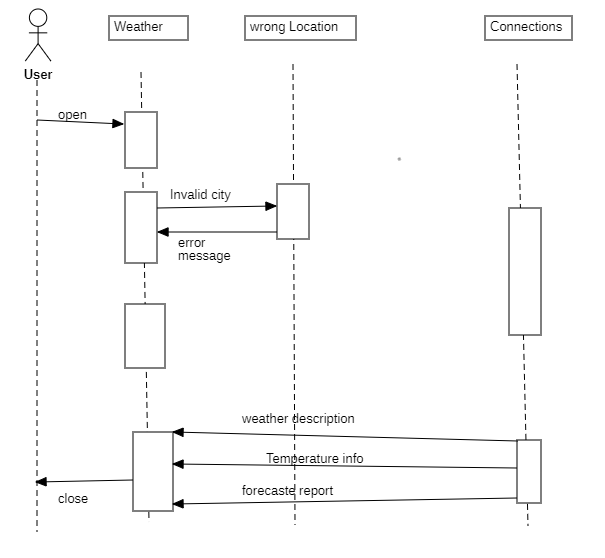 Weather
wrong Location
Connections
User
open
Invalid city
error
message
weather description
Temperature info
forecaste report
close